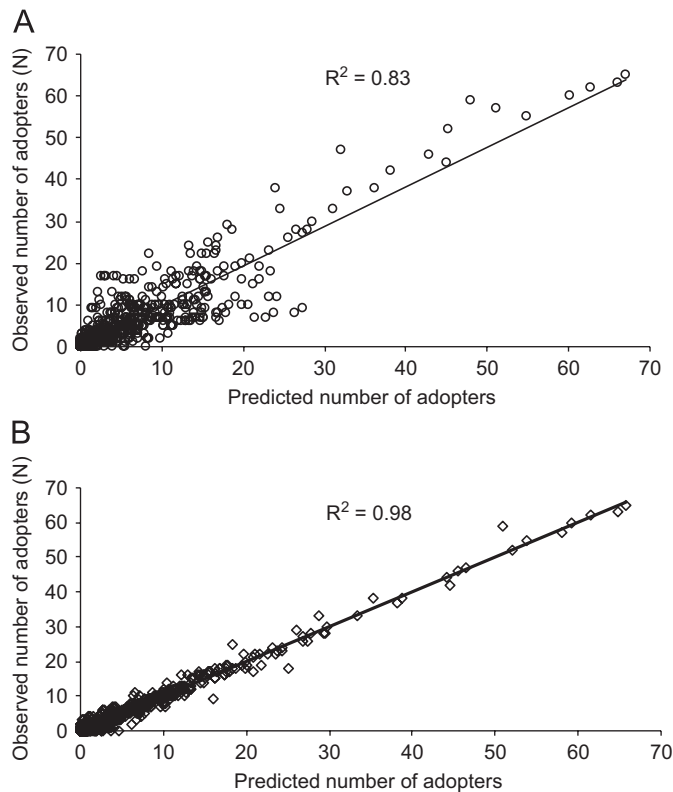 A
Observed number of adopters (N)
70
60
50
40
30
20
10
0
R² = 0.83
0 10 20 30 40 50 60 70
Predicted number of adopters
B
Observed number of adopters (N)
70
60
50
40
30
20
10
0
R² = 0.98
0 10 20 30 40 50 60 70
Predicted number of adopters